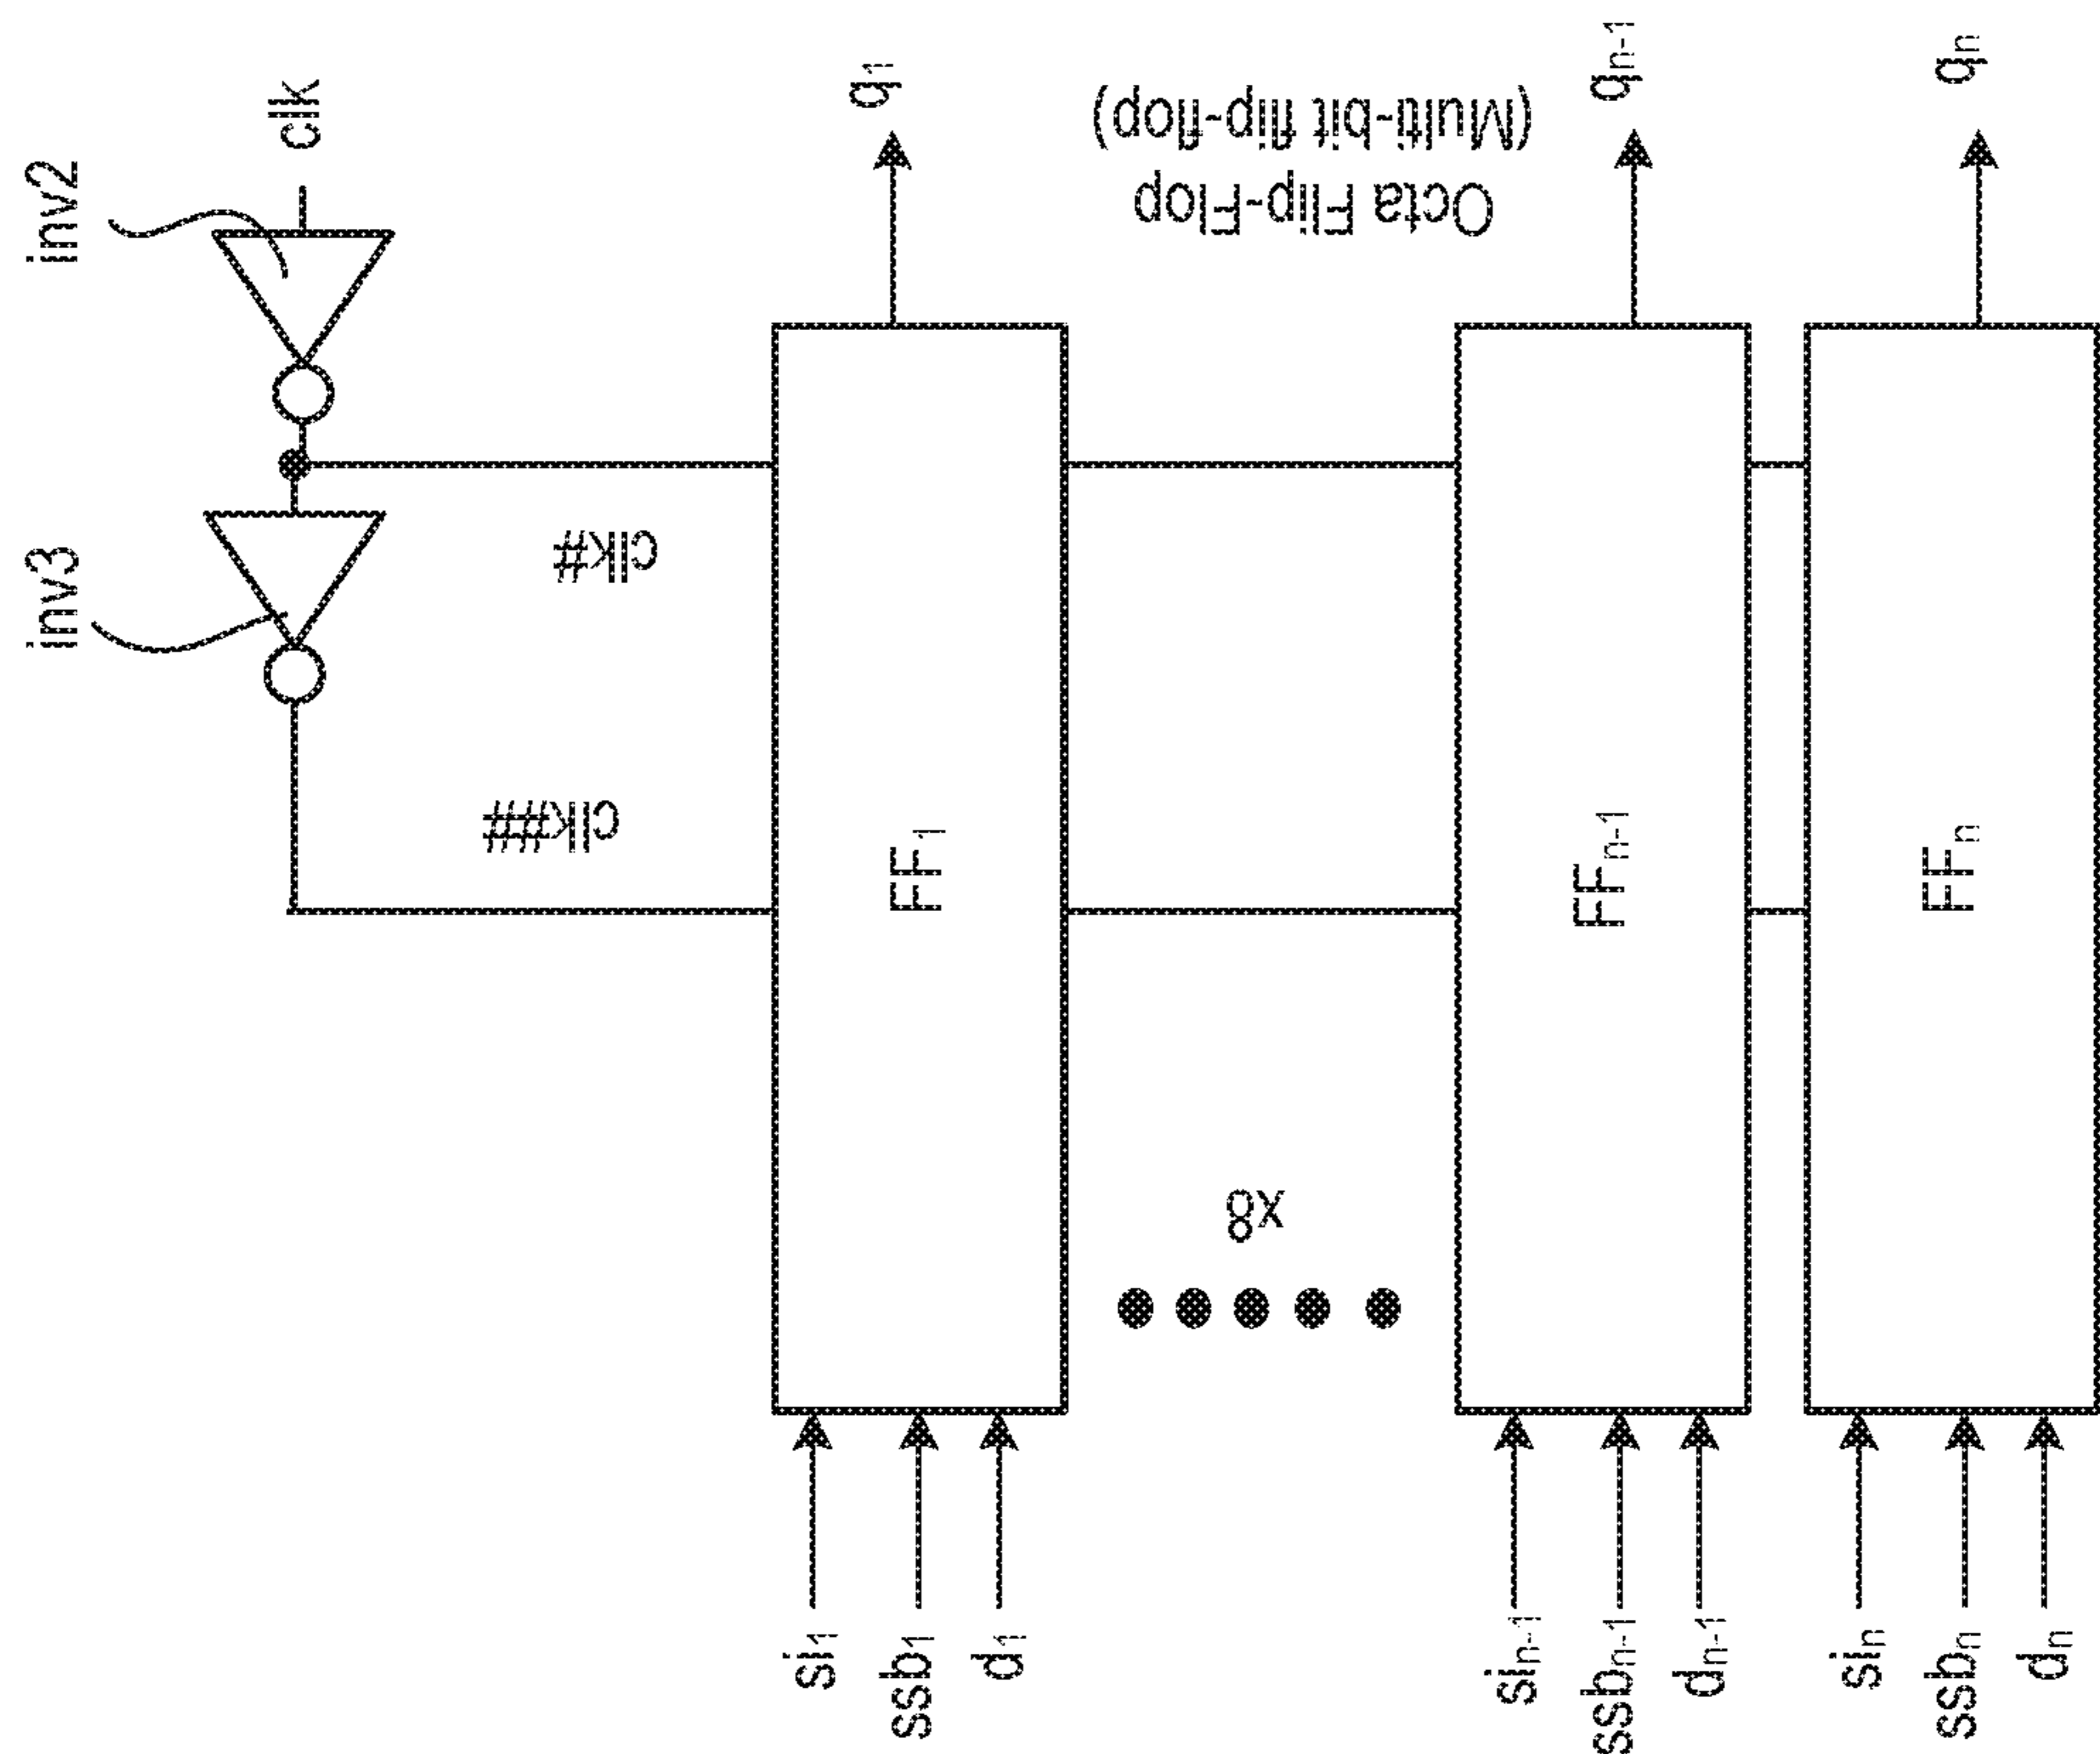 inv3
inv2
clk
clk##
clk#
si₁
ssb₁
d₁
FF₁
q₁
x8
Octa Flip-Flop
(Multi-bit flip-flop)
siₙ₋₁
ssbₙ₋₁
dₙ₋₁
FFₙ₋₁
qₙ₋₁
siₙ
ssbₙ
dₙ
FFₙ
qₙ